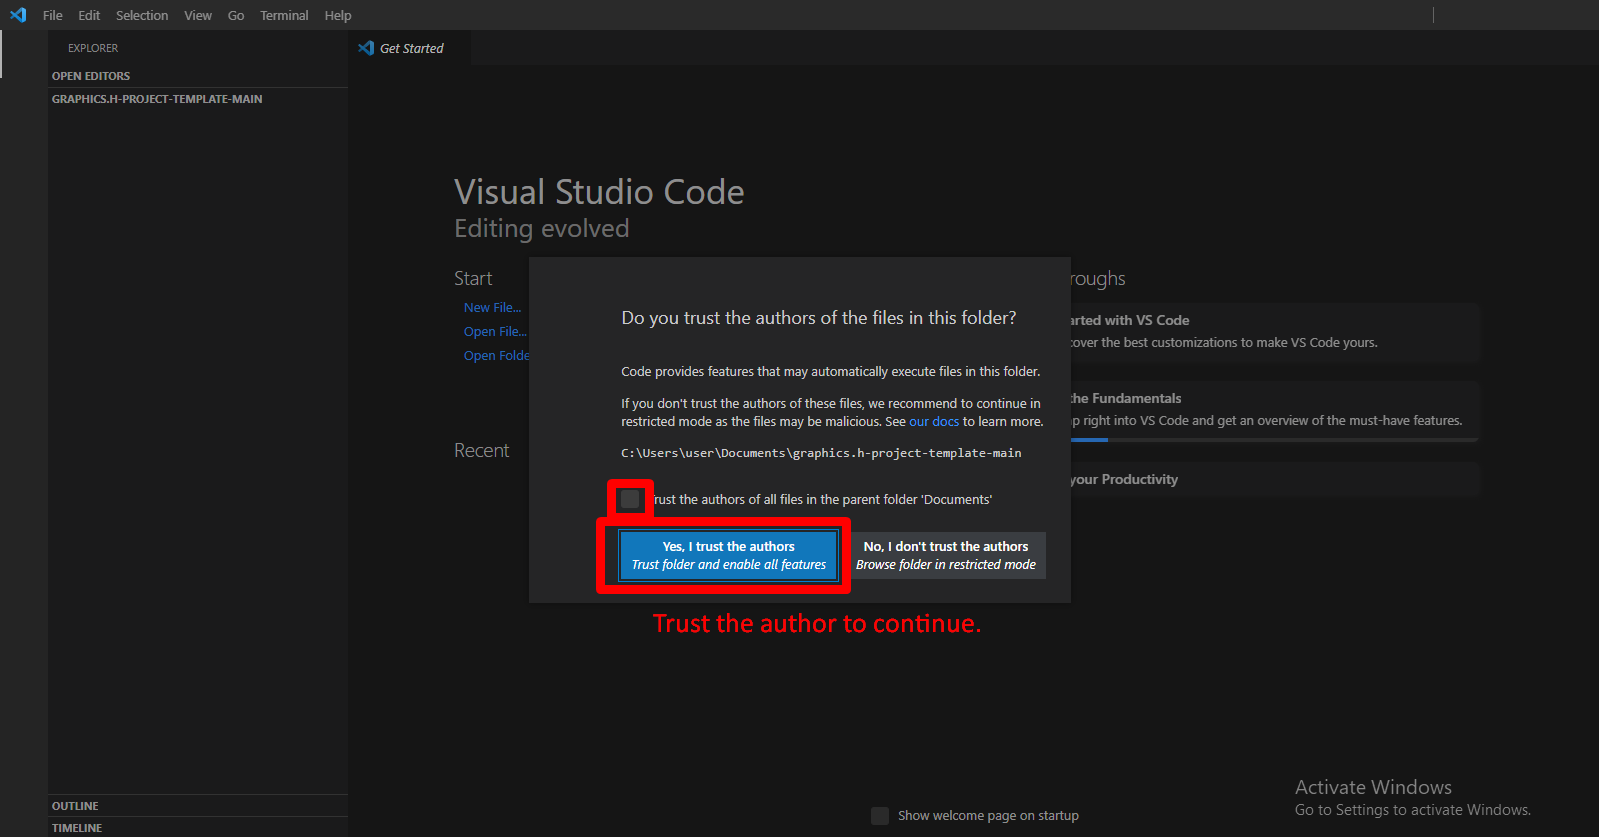 File Edit Selection View Go Terminal Help
EXPLORER
Get Started
OPEN EDITORS
GRAPHICS.H-PROJECT-TEMPLATE-MAIN
Visual Studio Code
Editing evolved
Start
New File...
Open File...
Open Folde
Recent
roughs
arted with VS Code
cover the best customizations to make VS Code yours.
the Fundamentals
p right into VS Code and get an overview of the must-have features.
your Productivity
Do you trust the authors of the files in this folder?
Code provides features that may automatically execute files in this folder.
If you don't trust the authors of these files, we recommend to continue in
restricted mode as the files may be malicious. See our docs to learn more.
C:\Users\user\Documents\graphics.h-project-template-main
rust the authors of all files in the parent folder 'Documents'
Yes, I trust the authors
Trust folder and enable all features
No, I don't trust the authors
Browse folder in restricted mode
Trust the author to continue.
Activate Windows
Go to Settings to activate Windows.
OUTLINE
Show welcome page on startup
TIMELINE